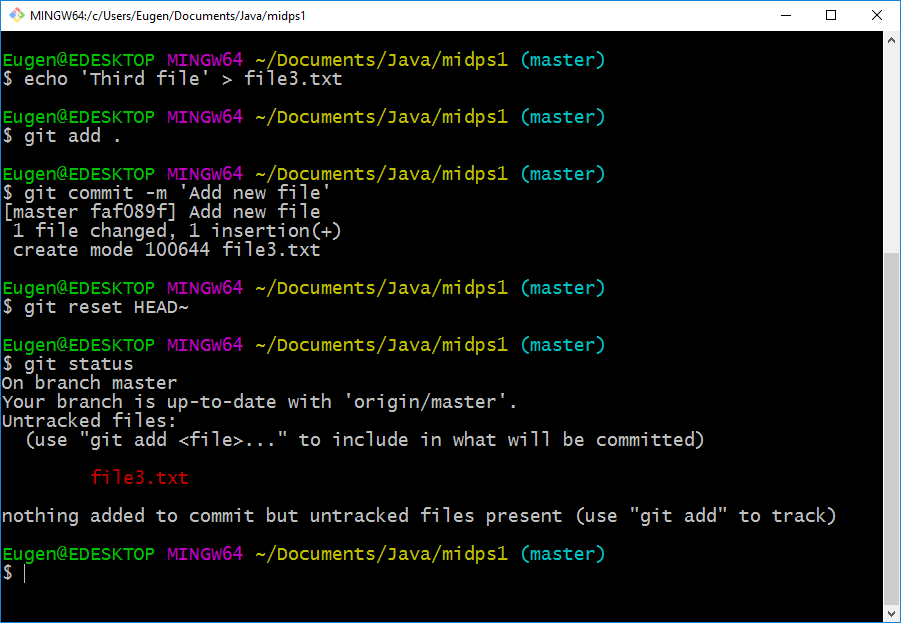 MINGW64:/c/Users/Eugen/Documents/Java/midps1
Eugen@EDESKTOP MINGW64 ~/Documents/Java/midps1 (master)
$ echo 'Third file' > file3.txt
Eugen@EDESKTOP MINGW64 ~/Documents/Java/midps1 (master)
$ git add .
Eugen@EDESKTOP MINGW64 ~/Documents/Java/midps1 (master)
$ git commit -m 'Add new file'
[master faf089f] Add new file
 1 file changed, 1 insertion(+)
 create mode 100644 file3.txt
Eugen@EDESKTOP MINGW64 ~/Documents/Java/midps1 (master)
$ git reset HEAD~
Eugen@EDESKTOP MINGW64 ~/Documents/Java/midps1 (master)
$ git status
On branch master
Your branch is up-to-date with 'origin/master'.
Untracked files:
  (use "git add <file>..." to include in what will be committed)
        file3.txt
nothing added to commit but untracked files present (use "git add" to track)
Eugen@EDESKTOP MINGW64 ~/Documents/Java/midps1 (master)
$